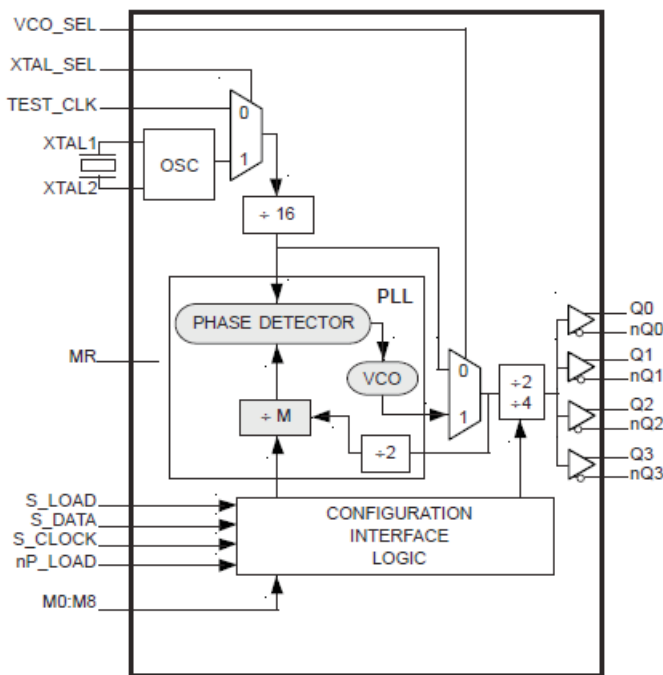 VCO_SEL
XTAL_SEL
TEST_CLK
0
XTAL1
1
OSC
XTAL2
÷ 16
PLL
PHASE DETECTOR
Q0
nQ0
MR
0
Q1
nQ1
VCO
÷2
÷4
1
÷ M
Q2
nQ2
÷2
Q3
nQ3
S_LOAD
S_DATA
S_CLOCK
nP_LOAD
CONFIGURATION
INTERFACE
LOGIC
M0:M8